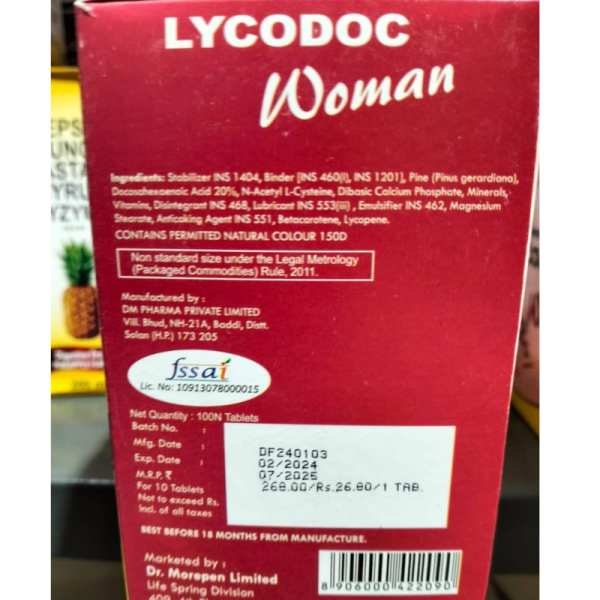 LYCODOC
Woman
Ingredients: Stabilizer INS 1404, Binder [INS 460(I), INS 1201], Pine (Pinus gerardiana),
Docosahexaenoic Acid 20%, N-Acetyl L-Cysteine, Dibasic Calcium Phosphate, Minerals,
Vitamins, Disintegrant INS 468, Lubricant INS 553(iii), Emulsifier INS 462, Magnesium
Stearate, Anticaking Agent INS 551, Betacarotene, Lycopene.
CONTAINS PERMITTED NATURAL COLOUR 150D
Non standard size under the Legal Metrology
(Packaged Commodities) Rule, 2011.
Manufactured by :
DM PHARMA PRIVATE LIMITED
Vill. Bhud, NH-21A, Baddi, Distt.
Solan (H.P.) 173 205
fssai
Lic. No: 10913078000015
Net Quantity : 100N Tablets
Batch No. : DF240103
Mfg. Date : 02/2024
Exp. Date : 07/2025
M.R.P. ₹ 268.00/Rs.26.80/1 TAB.
For 10 Tablets
Not to exceed Rs.
Incl. of all taxes
BEST BEFORE 18 MONTHS FROM MANUFACTURE.
Marketed by :
Dr. Morepen Limited
Life Spring Division
8 906000 422090